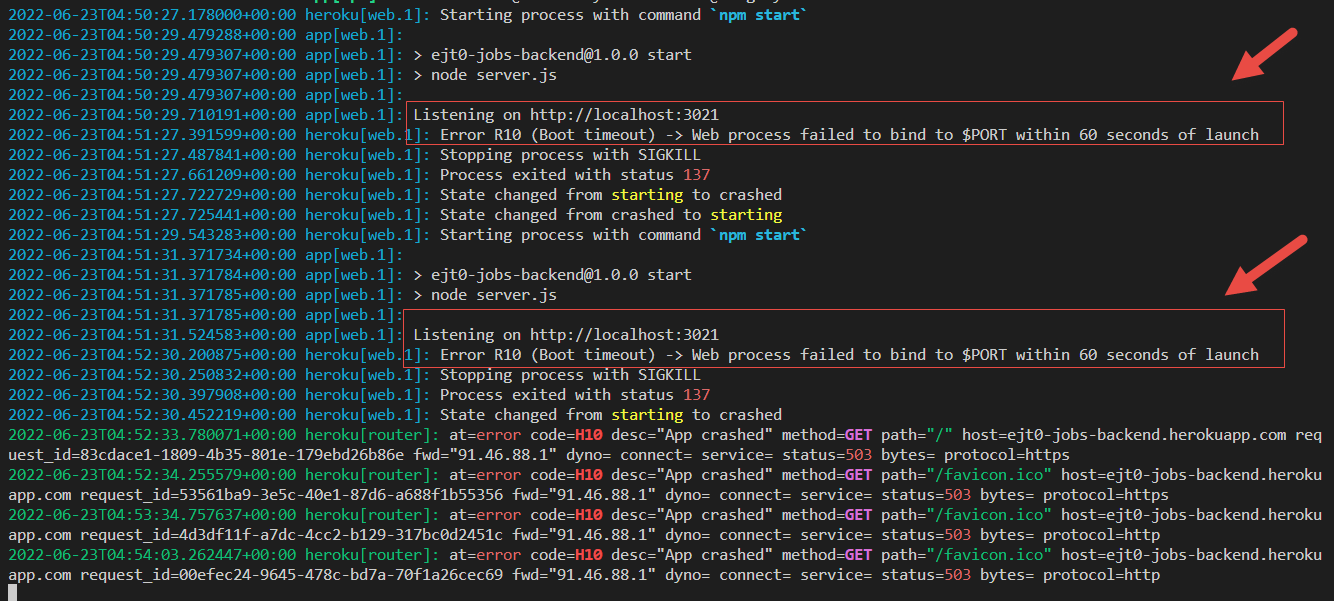 2022-06-23T04:50:27.178000+00:00 heroku[web.1]: Starting process with command `npm start`
2022-06-23T04:50:29.479288+00:00 app[web.1]:
2022-06-23T04:50:29.479307+00:00 app[web.1]: > ejt0-jobs-backend@1.0.0 start
2022-06-23T04:50:29.479307+00:00 app[web.1]: > node server.js
2022-06-23T04:50:29.479307+00:00 app[web.1]:
2022-06-23T04:50:29.710191+00:00 app[web.1]: Listening on http://localhost:3021
2022-06-23T04:51:27.391599+00:00 heroku[web.1]: Error R10 (Boot timeout) -> Web process failed to bind to $PORT within 60 seconds of launch
2022-06-23T04:51:27.487841+00:00 heroku[web.1]: Stopping process with SIGKILL
2022-06-23T04:51:27.661209+00:00 heroku[web.1]: Process exited with status 137
2022-06-23T04:51:27.722729+00:00 heroku[web.1]: State changed from starting to crashed
2022-06-23T04:51:27.725441+00:00 heroku[web.1]: State changed from crashed to starting
2022-06-23T04:51:29.543283+00:00 heroku[web.1]: Starting process with command `npm start`
2022-06-23T04:51:31.371734+00:00 app[web.1]:
2022-06-23T04:51:31.371784+00:00 app[web.1]: > ejt0-jobs-backend@1.0.0 start
2022-06-23T04:51:31.371785+00:00 app[web.1]: > node server.js
2022-06-23T04:51:31.371785+00:00 app[web.1]:
2022-06-23T04:51:31.524583+00:00 app[web.1]: Listening on http://localhost:3021
2022-06-23T04:52:30.200875+00:00 heroku[web.1]: Error R10 (Boot timeout) -> Web process failed to bind to $PORT within 60 seconds of launch
2022-06-23T04:52:30.250832+00:00 heroku[web.1]: Stopping process with SIGKILL
2022-06-23T04:52:30.397908+00:00 heroku[web.1]: Process exited with status 137
2022-06-23T04:52:30.452219+00:00 heroku[web.1]: State changed from starting to crashed
2022-06-23T04:52:33.780071+00:00 heroku[router]: at=error code=H10 desc="App crashed" method=GET path="/" host=ejt0-jobs-backend.herokuapp.com req
uest_id=83cdace1-1809-4b35-801e-179ebd26b86e fwd="91.46.88.1" dyno= connect= service= status=503 bytes= protocol=https
2022-06-23T04:52:34.255579+00:00 heroku[router]: at=error code=H10 desc="App crashed" method=GET path="/favicon.ico" host=ejt0-jobs-backend.heroku
app.com request_id=53561ba9-3e5c-40e1-87d6-a688f1b55356 fwd="91.46.88.1" dyno= connect= service= status=503 bytes= protocol=https
2022-06-23T04:53:34.757637+00:00 heroku[router]: at=error code=H10 desc="App crashed" method=GET path="/favicon.ico" host=ejt0-jobs-backend.heroku
app.com request_id=4d3df11f-a7dc-4cc2-b129-317bc0d2451c fwd="91.46.88.1" dyno= connect= service= status=503 bytes= protocol=http
2022-06-23T04:54:03.262447+00:00 heroku[router]: at=error code=H10 desc="App crashed" method=GET path="/favicon.ico" host=ejt0-jobs-backend.heroku
app.com request_id=00efec24-9645-478c-bd7a-70f1a26cec69 fwd="91.46.88.1" dyno= connect= service= status=503 bytes= protocol=http